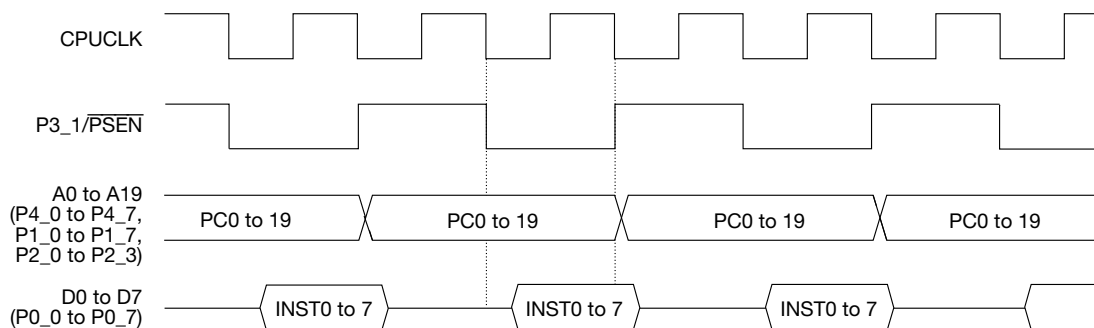 CPUCLK
P3_1/PSEN
A0 to A19
(P4_0 to P4_7,
P1_0 to P1_7,
P2_0 to P2_3)
PC0 to 19 PC0 to 19 PC0 to 19 PC0 to 19
D0 to D7
(P0_0 to P0_7)
INST0 to 7 INST0 to 7 INST0 to 7